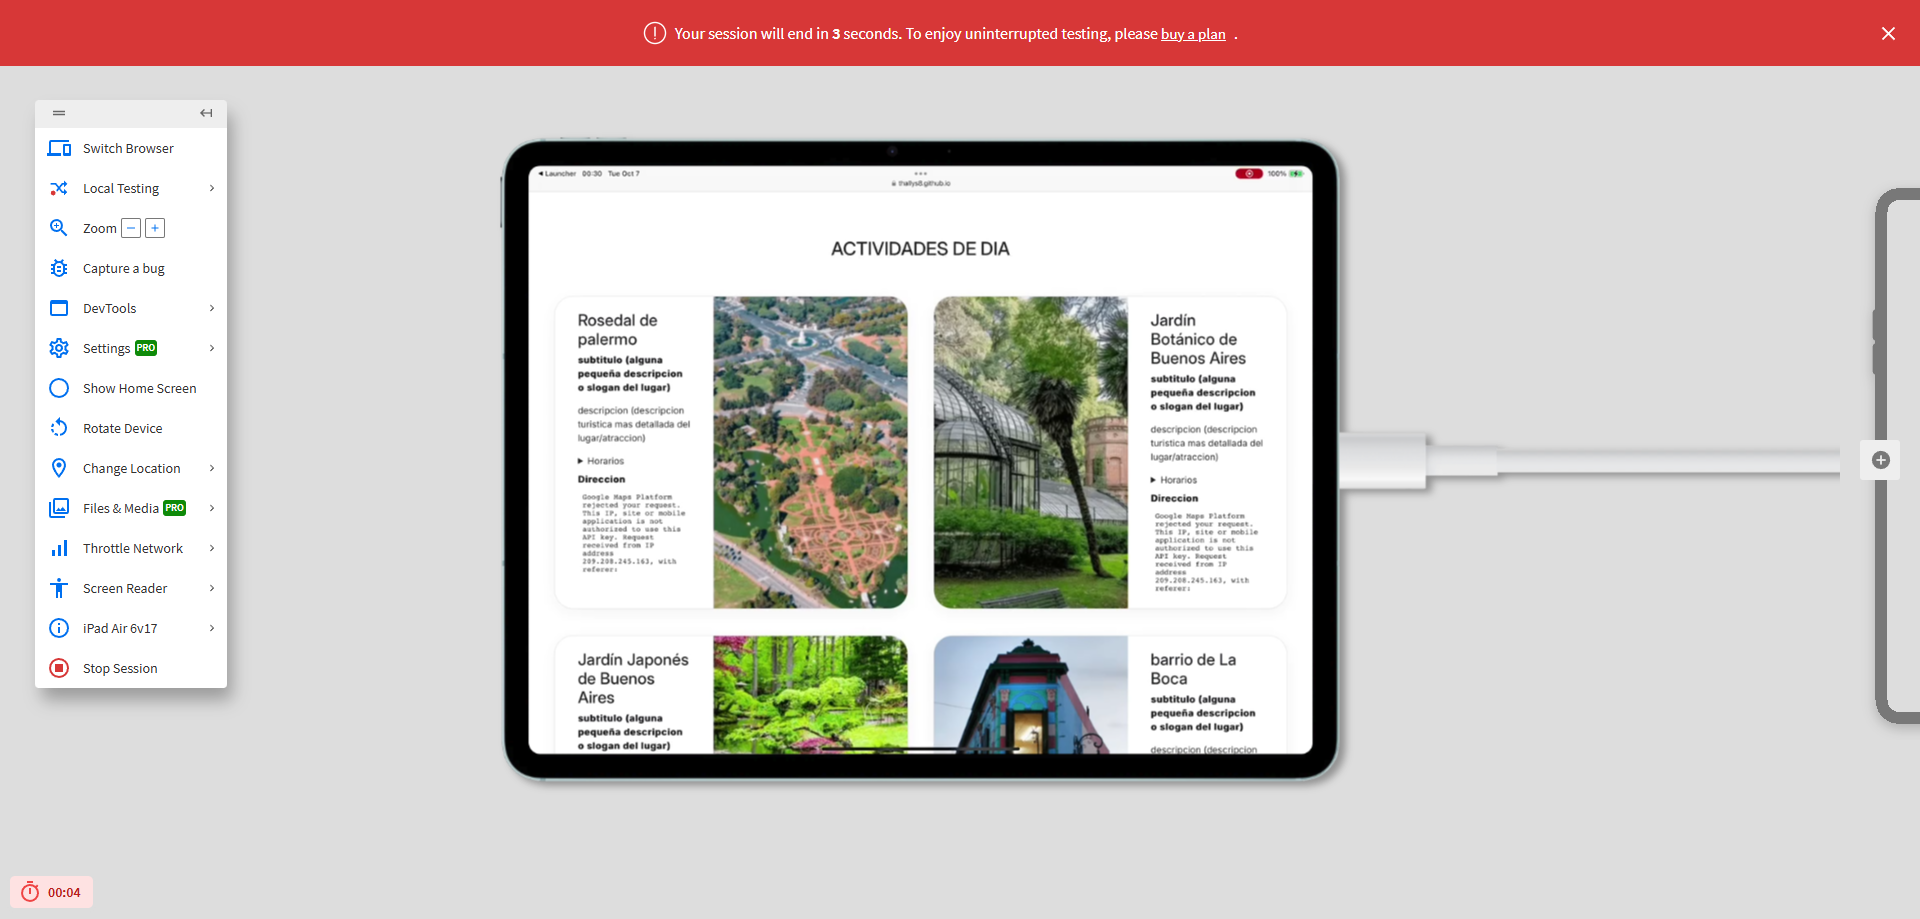 Your session will end in 3 seconds. To enjoy uninterrupted testing, please buy a plan .
Switch Browser
Local Testing
Zoom
Capture a bug
DevTools
Settings PRO
Show Home Screen
Rotate Device
Change Location
Files & Media PRO
Throttle Network
Screen Reader
iPad Air 6v17
Stop Session
00:04
Launcher 00:30 Tue Oct 7
100%
thallys8.github.io
ACTIVIDADES DE DIA
Rosedal de
palermo
subtitulo (alguna
pequeña descripcion
o slogan del lugar)
descripcion (descripcion
turistica mas detallada del
lugar/atraccion)
Horarios
Direccion
Google Maps Platform
rejected your request.
This IP, site or mobile
application is not
authorized to use this
API key. Request
received from IP
address
209.208.245.163, with
referer:
Jardín
Botánico de
Buenos Aires
subtitulo (alguna
pequeña descripcion
o slogan del lugar)
descripcion (descripcion
turistica mas detallada del
lugar/atraccion)
Horarios
Direccion
Google Maps Platform
rejected your request.
This IP, site or mobile
application is not
authorized to use this
API key. Request
received from IP
address
209.208.245.163, with
referer:
Jardín Japonés
de Buenos
Aires
subtitulo (alguna
pequeña descripcion
o slogan del lugar)
barrio de La
Boca
subtitulo (alguna
pequeña descripcion
o slogan del lugar)
descripcion (descripcion